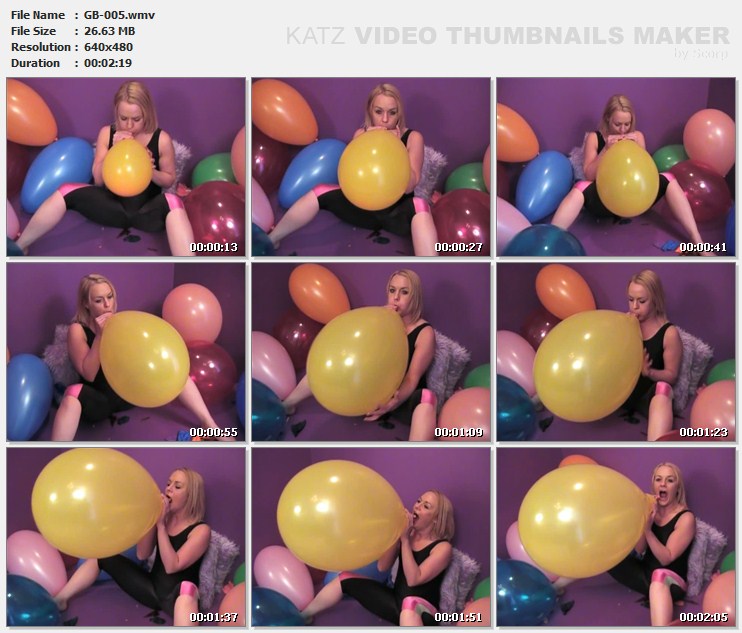 File Name : GB-005.wmv
File Size : 26.63 MB
Resolution : 640x480
Duration : 00:02:19
KATZ VIDEO THUMBNAILS MAKER
by Scorp
00:00:13
00:00:27
00:00:41
00:00:55
00:01:09
00:01:23
00:01:37
00:01:51
00:02:05